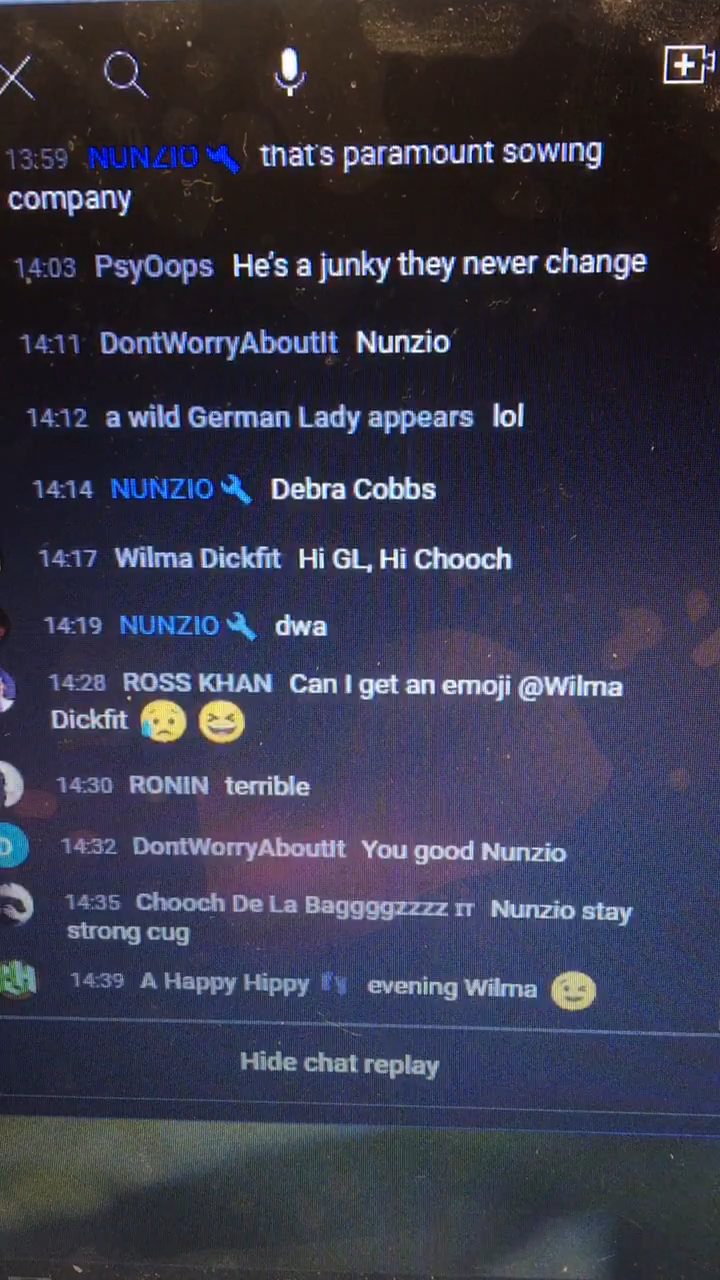 13:59 NUNZIO that's paramount sowing
company
14:03 PsyOops He's a junky they never change
14:11 DontWorryAboutIt Nunzio
14:12 a wild German Lady appears lol
14:14 NUNZIO Debra Cobbs
14:17 Wilma Dickfit Hi GL, Hi Chooch
14:19 NUNZIO dwa
14:28 ROSS KHAN Can I get an emoji @Wilma
Dickfit 😥 😆
14:30 RONIN terrible
14:32 DontWorryAboutIt You good Nunzio
14:35 Chooch De La Baggggzzzz Nunzio stay
strong cug
14:39 A Happy Hippy evening Wilma 😉
Hide chat replay